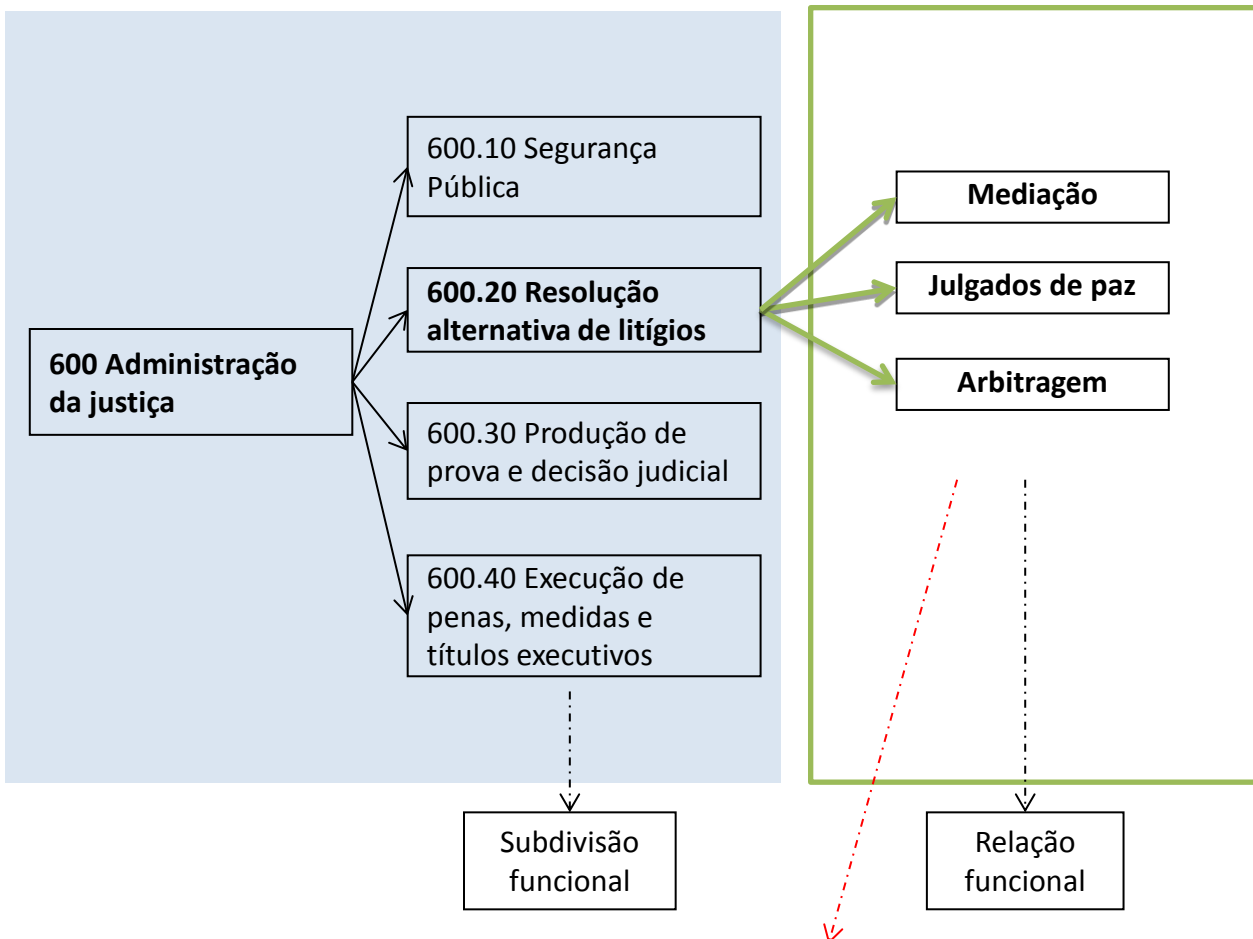 600 Administração
da justiça
600.10 Segurança
Pública
600.20 Resolução
alternativa de litígios
600.30 Produção de
prova e decisão judicial
600.40 Execução de
penas, medidas e
títulos executivos
Mediação
Julgados de paz
Arbitragem
Subdivisão
funcional
Relação
funcional